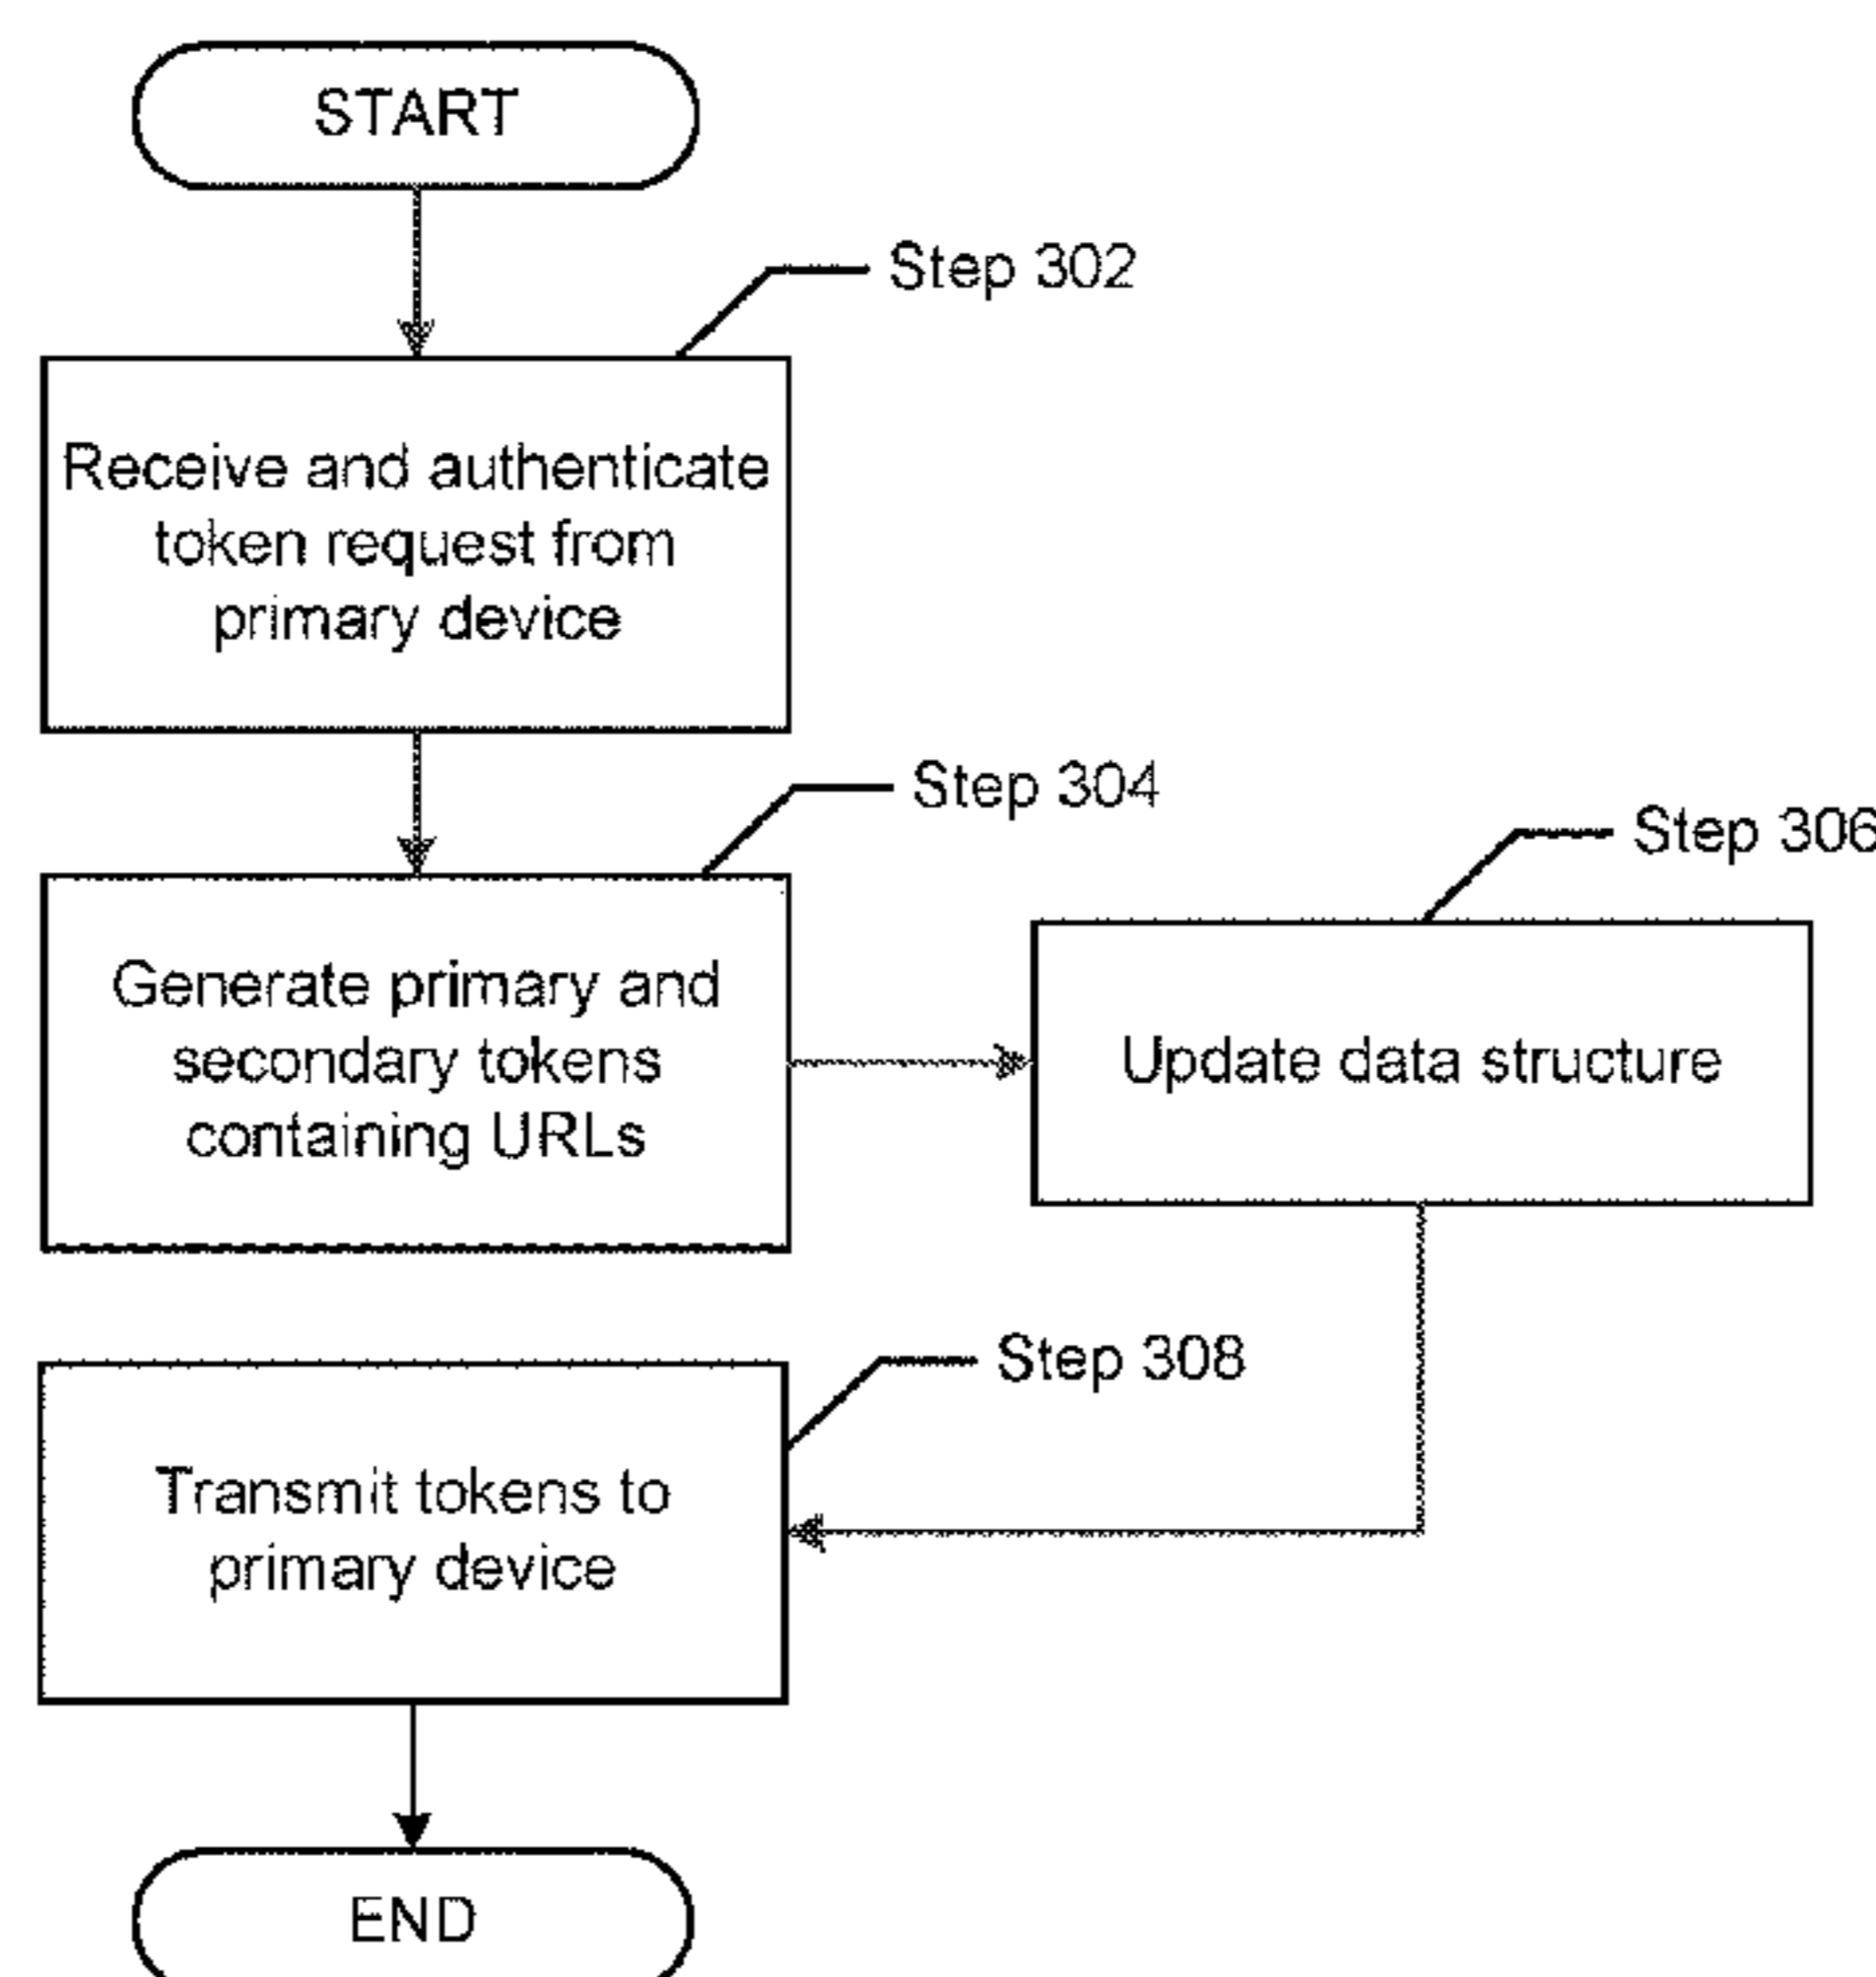 START
Step 302
Receive and authenticate
token request from
primary device
Step 304
Generate primary and
secondary tokens
containing URLs
Step 306
Update data structure
Step 308
Transmit tokens to
primary device
END